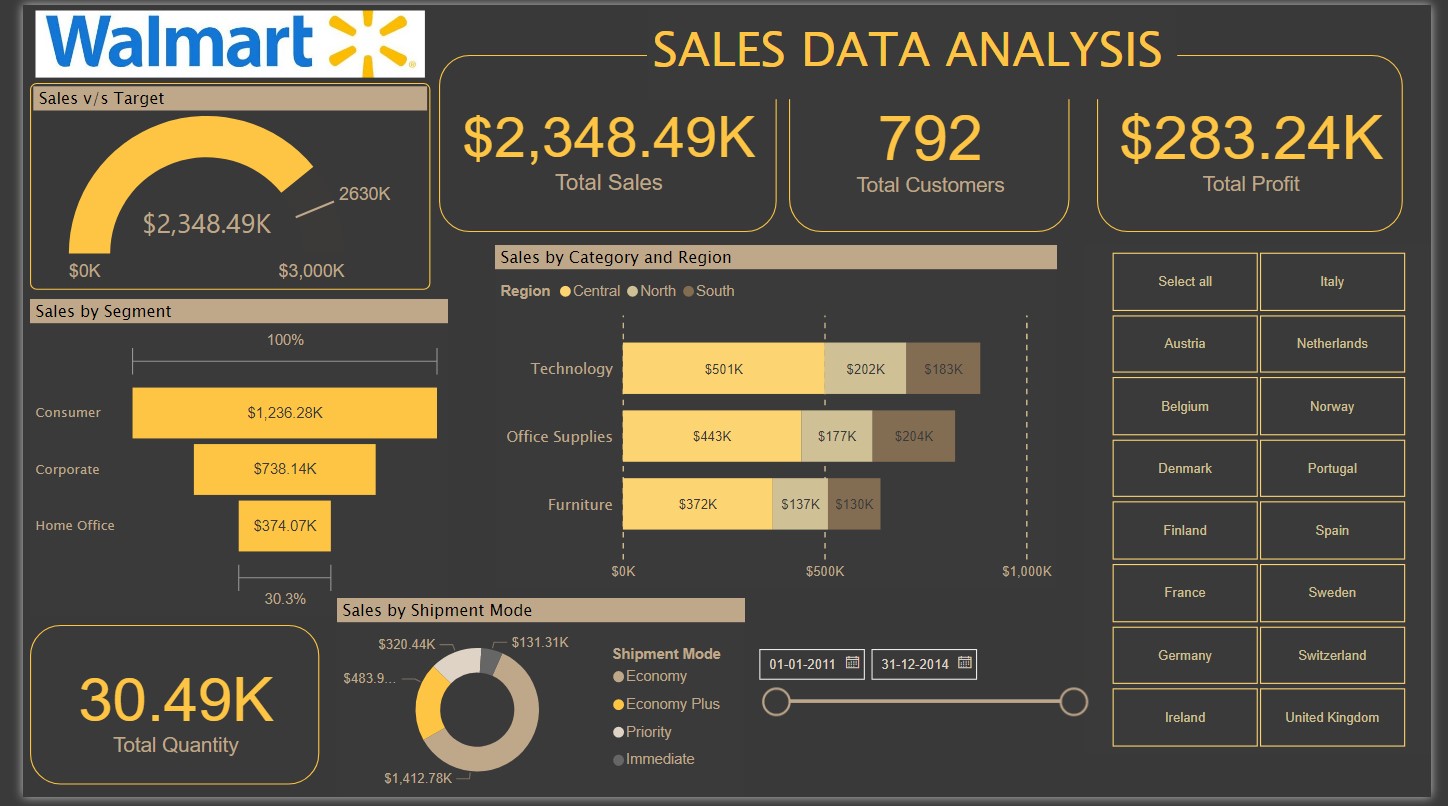 Walmart
SALES DATA ANALYSIS
Sales v/s Target
$2,348.49K
2630K
$0K
$3,000K
$2,348.49K
Total Sales
792
Total Customers
$283.24K
Total Profit
Sales by Segment
100%
Consumer
$1,236.28K
Corporate
$738.14K
Home Office
$374.07K
30.3%
Sales by Category and Region
Region Central North South
Technology
$501K $202K $183K
Office Supplies
$443K $177K $204K
Furniture
$372K $137K $130K
$0K $500K $1,000K
Select all Italy
Austria Netherlands
Belgium Norway
Denmark Portugal
Finland Spain
France Sweden
Germany Switzerland
Ireland United Kingdom
30.49K
Total Quantity
Sales by Shipment Mode
$320.44K
$131.31K
$483.9...
$1,412.78K
Shipment Mode
Economy
Economy Plus
Priority
Immediate
01-01-2011 31-12-2014